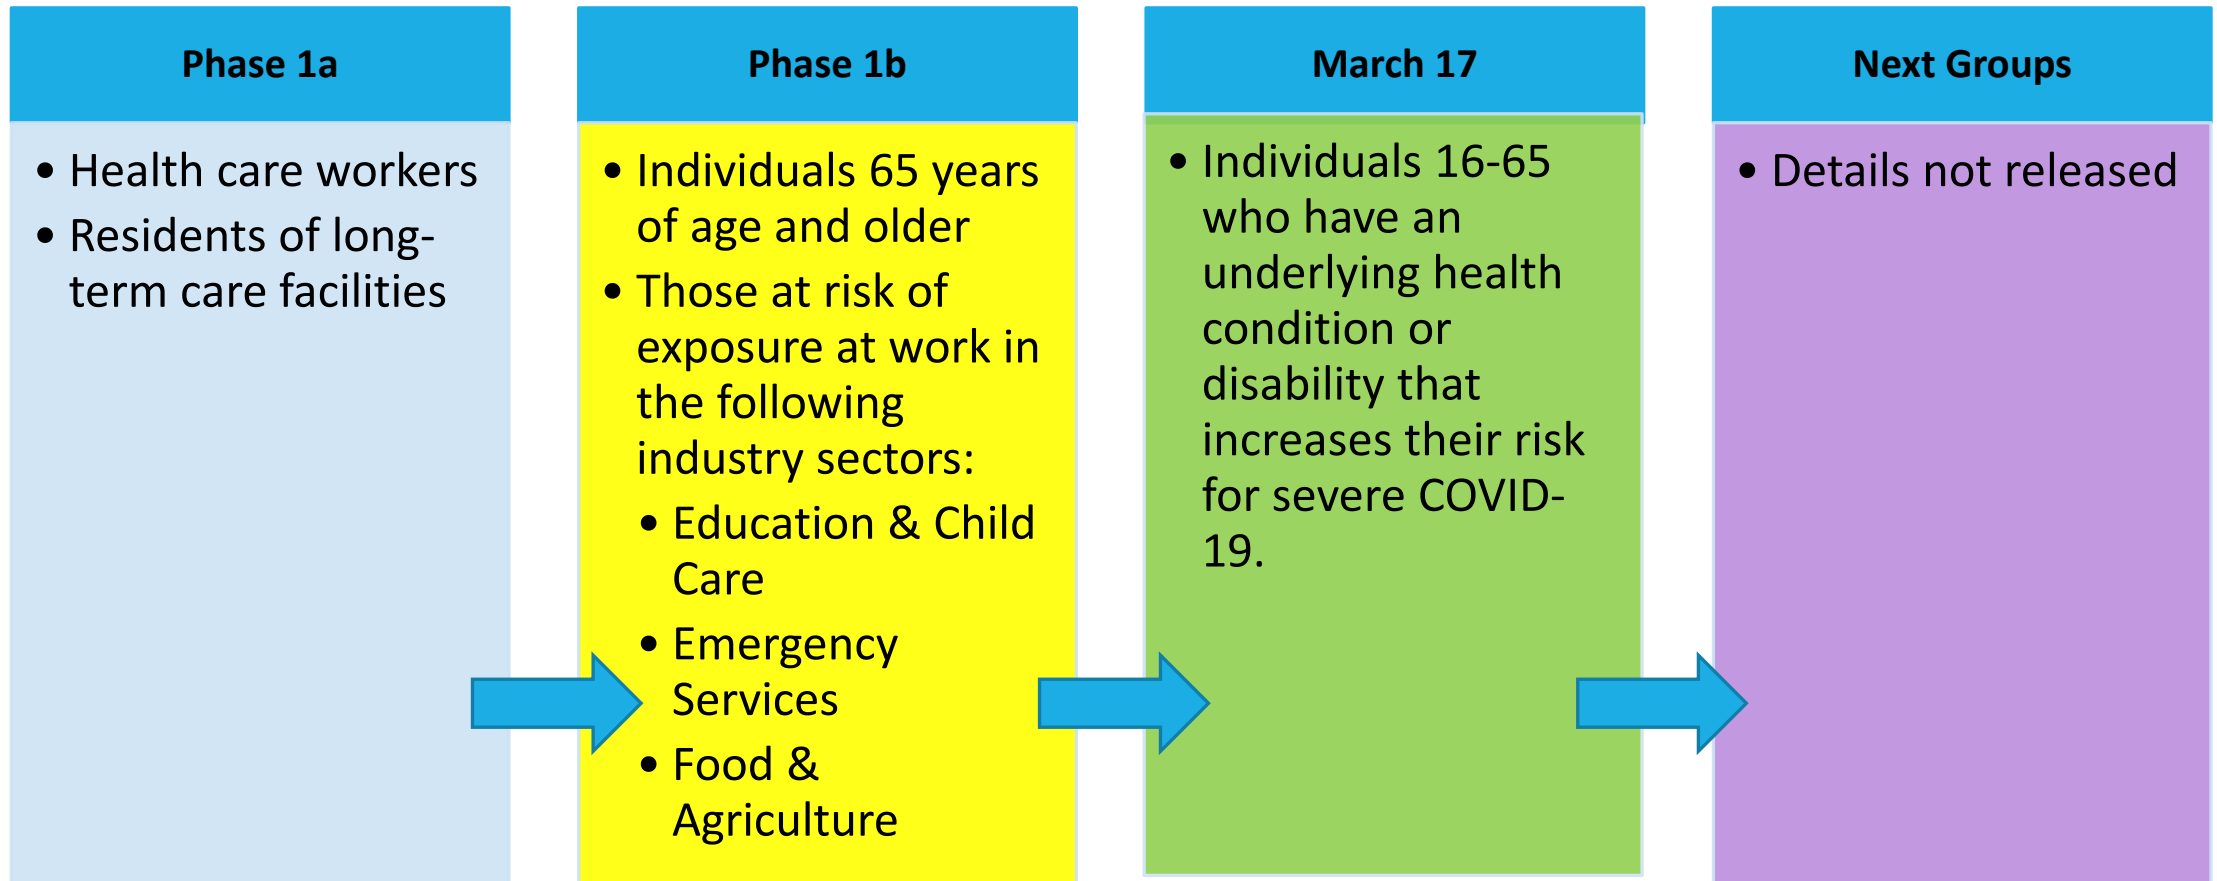 Phase 1a
• Health care workers
• Residents of long-
term care facilities
Phase 1b
• Individuals 65 years
of age and older
• Those at risk of
exposure at work in
the following
industry sectors:
• Education & Child
Care
• Emergency
Services
• Food &
Agriculture
March 17
• Individuals 16-65
who have an
underlying health
condition or
disability that
increases their risk
for severe COVID-
19.
Next Groups
• Details not released